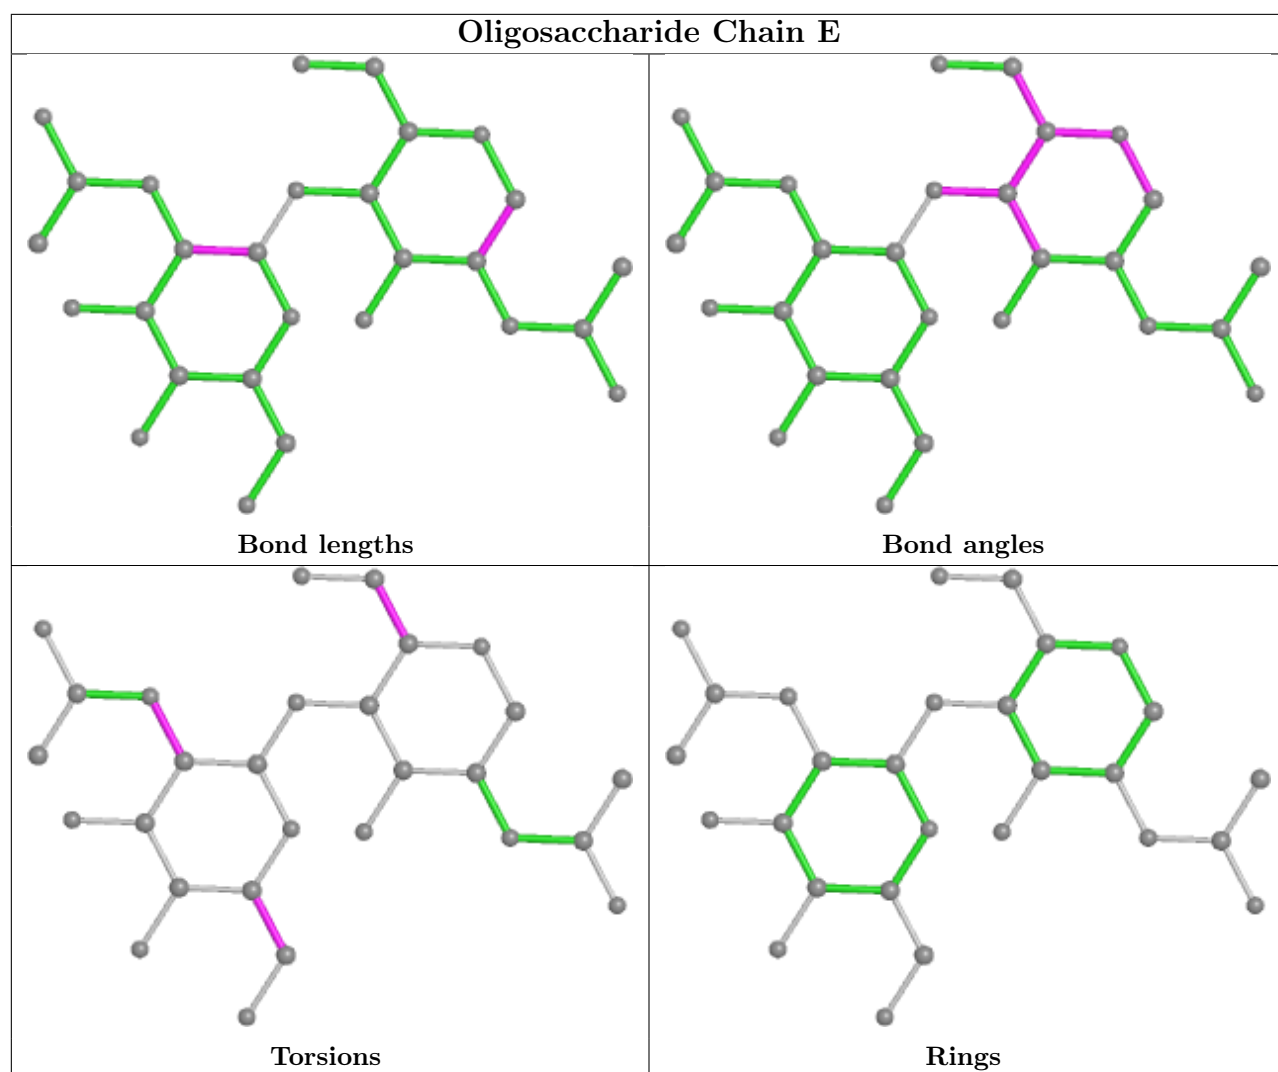 Oligosaccharide Chain E
Bond lengths
Bond angles
Torsions
Rings